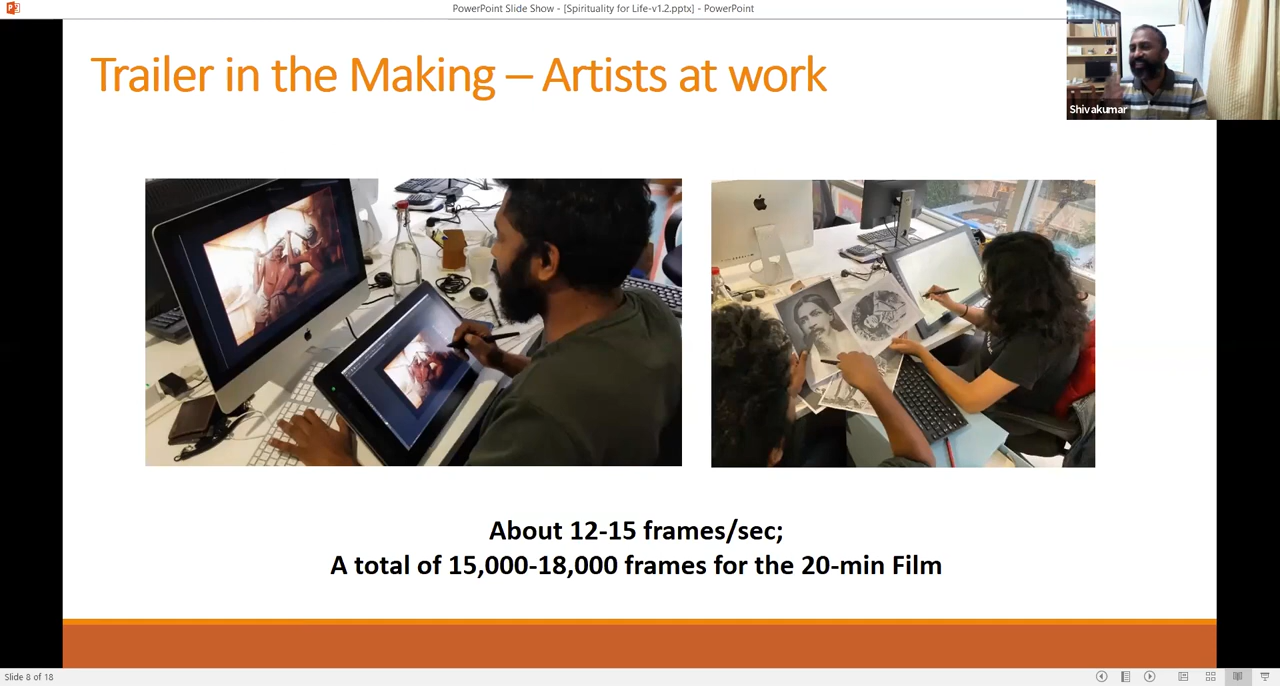 PowerPoint Slide Show - [Spirituality for Life-v1.2.pptx] - PowerPoint
Trailer in the Making – Artists at work
Shivakumar
About 12-15 frames/sec;
A total of 15,000-18,000 frames for the 20-min Film
Slide 8 of 18